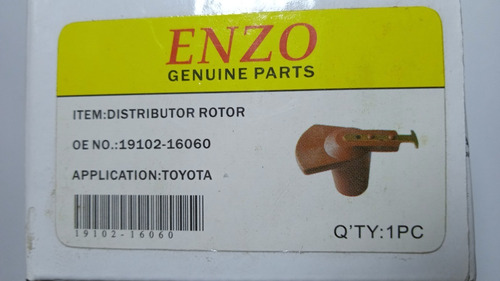 ENZO
GENUINE PARTS
ITEM:DISTRIBUTOR ROTOR
OE NO.:19102-16060
APPLICATION:TOYOTA
19102-16060
Q'TY:1PC